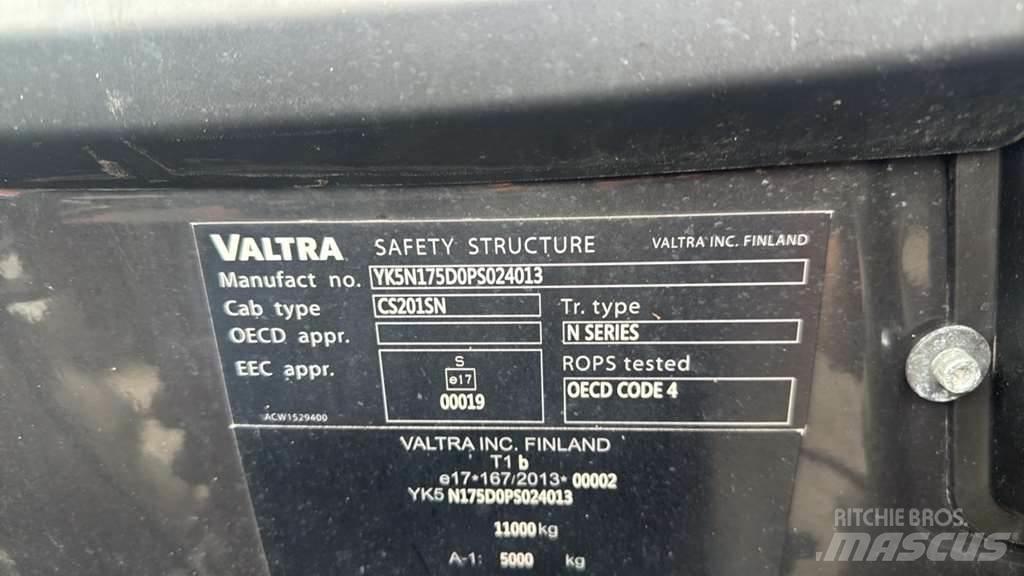 VALTRA SAFETY STRUCTURE VALTRA INC. FINLAND
Manufact no. YK5N175D0PS024013
Cab type CS201SN Tr. type
OECD appr. N SERIES
EEC appr. S ROPS tested
e17
00019 OECD CODE 4
ACW1529400
VALTRA INC. FINLAND
T1 b
e17*167/2013*00002
YK5 N175D0PS024013
11000 kg
A-1: 5000 kg
RITCHIE BROS.
MASCUS